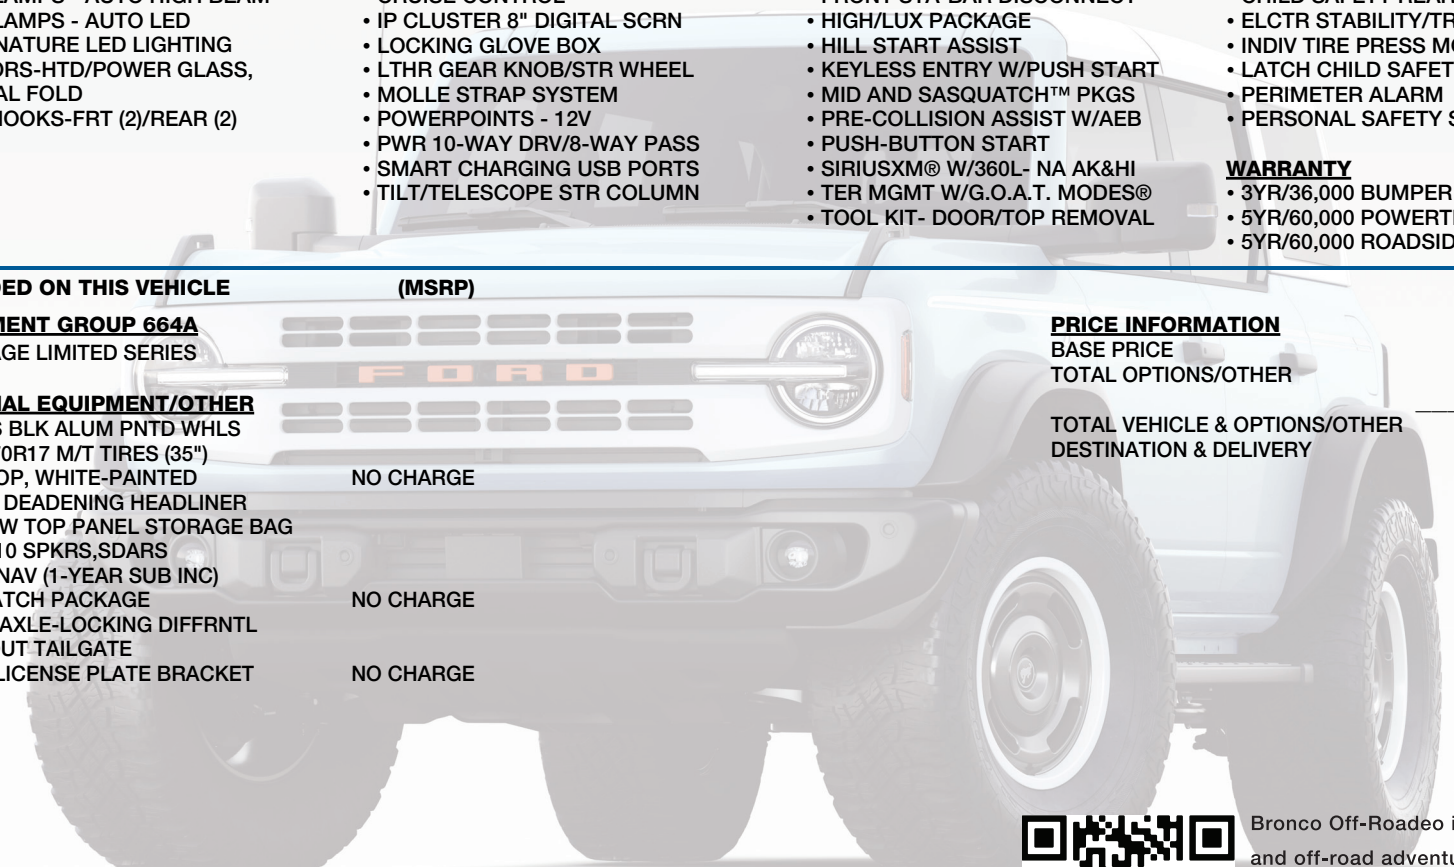 • IP CLUSTER 8" DIGITAL SCRN
• LOCKING GLOVE BOX
• LTHR GEAR KNOB/STR WHEEL
• MOLLE STRAP SYSTEM
• POWERPOINTS - 12V
• PWR 10-WAY DRV/8-WAY PASS
• SMART CHARGING USB PORTS
• TILT/TELESCOPE STR COLUMN
LAMPS - AUTO LED
NATURE LED LIGHTING
ORS-HTD/POWER GLASS,
AL FOLD
HOOKS-FRT (2)/REAR (2)
• HIGH/LUX PACKAGE
• HILL START ASSIST
• KEYLESS ENTRY W/PUSH START
• MID AND SASQUATCH™ PKGS
• PRE-COLLISION ASSIST W/AEB
• PUSH-BUTTON START
• SIRIUSXM® W/360L- NA AK&HI
• TER MGMT W/G.O.A.T. MODES®
• TOOL KIT- DOOR/TOP REMOVAL
• ELCTR STABILITY/TR
• INDIV TIRE PRESS MO
• LATCH CHILD SAFET
• PERIMETER ALARM
• PERSONAL SAFETY S
WARRANTY
• 3YR/36,000 BUMPER
• 5YR/60,000 POWERT
• 5YR/60,000 ROADSID
DED ON THIS VEHICLE (MSRP)
MENT GROUP 664A
AGE LIMITED SERIES
NAL EQUIPMENT/OTHER
S BLK ALUM PNTD WHLS
70R17 M/T TIRES (35")
OP, WHITE-PAINTED NO CHARGE
DEADENING HEADLINER
W TOP PANEL STORAGE BAG
10 SPKRS,SDARS
NAV (1-YEAR SUB INC)
ATCH PACKAGE NO CHARGE
AXLE-LOCKING DIFFRNTL
OUT TAILGATE
LICENSE PLATE BRACKET NO CHARGE
FORD
PRICE INFORMATION
BASE PRICE
TOTAL OPTIONS/OTHER
TOTAL VEHICLE & OPTIONS/OTHER
DESTINATION & DELIVERY
Bronco Off-Roadeo i
and off-road adventu